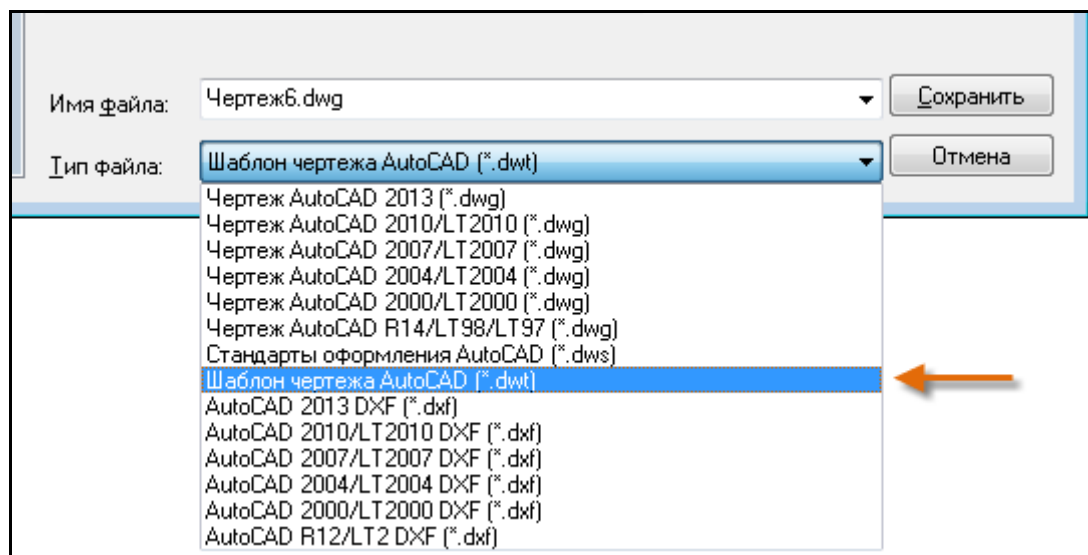 Имя файла: Чертеж6.dwg Сохранить
Тип файла: Шаблон чертежа AutoCAD (*.dwt) Отмена
Чертеж AutoCAD 2013 (*.dwg)
Чертеж AutoCAD 2010/LT2010 (*.dwg)
Чертеж AutoCAD 2007/LT2007 (*.dwg)
Чертеж AutoCAD 2004/LT2004 (*.dwg)
Чертеж AutoCAD 2000/LT2000 (*.dwg)
Чертеж AutoCAD R14/LT98/LT97 (*.dwg)
Стандарты оформления AutoCAD (*.dws)
Шаблон чертежа AutoCAD (*.dwt)
AutoCAD 2013 DXF (*.dxf)
AutoCAD 2010/LT2010 DXF (*.dxf)
AutoCAD 2007/LT2007 DXF (*.dxf)
AutoCAD 2004/LT2004 DXF (*.dxf)
AutoCAD 2000/LT2000 DXF (*.dxf)
AutoCAD R12/LT2 DXF (*.dxf)